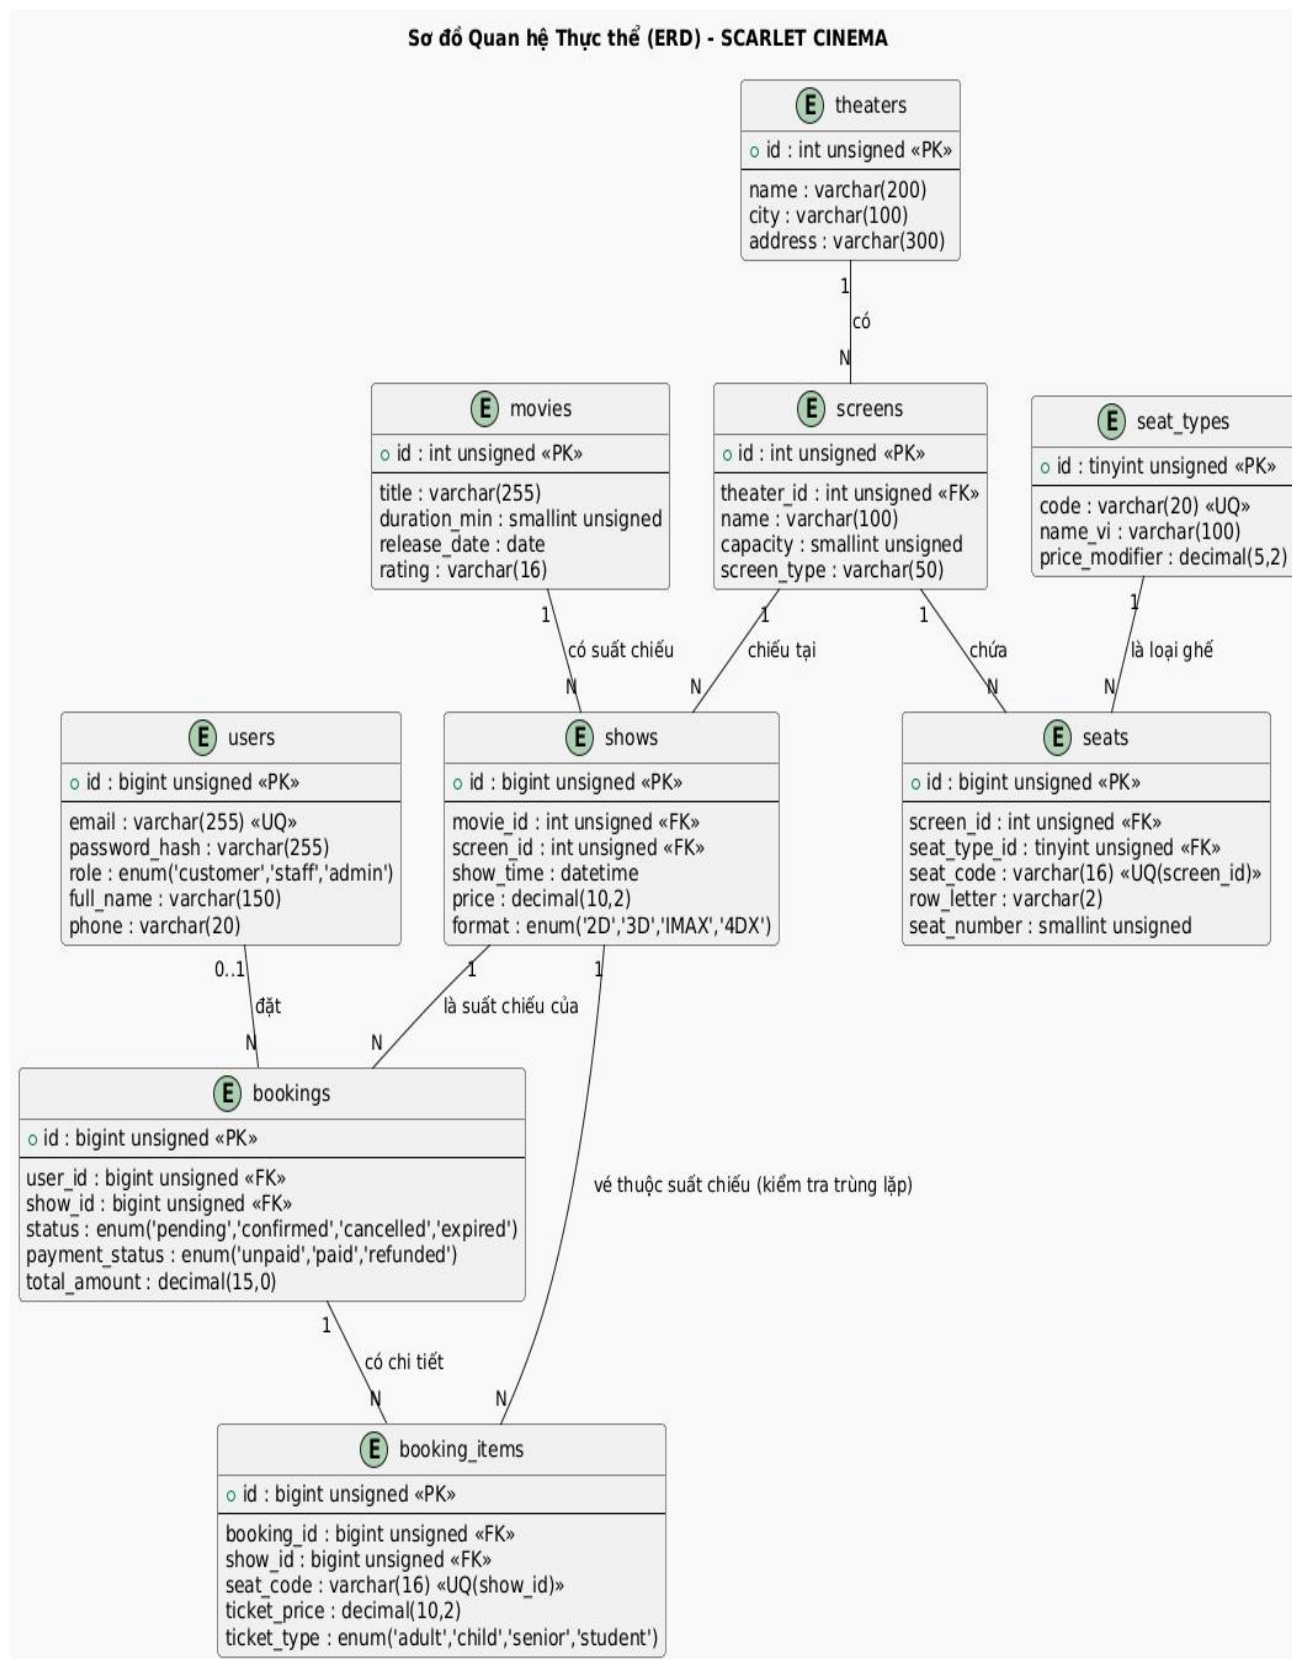 Sơ đồ Quan hệ Thực thể (ERD) - SCARLET CINEMA
E theaters
id : int unsigned «PK»
name : varchar(200)
city : varchar(100)
address : varchar(300)
1
có
N
E movies
id : int unsigned «PK»
title : varchar(255)
duration_min : smallint unsigned
release_date : date
rating : varchar(16)
E screens
id : int unsigned «PK»
theater_id : int unsigned «FK»
name : varchar(100)
capacity : smallint unsigned
screen_type : varchar(50)
E seat_types
id : tinyint unsigned «PK»
code : varchar(20) «UQ»
name_vi : varchar(100)
price_modifier : decimal(5,2)
1
có suất chiếu
N
1
chiếu tại
N
1
chứa
N
1
là loại ghế
N
E users
id : bigint unsigned «PK»
email : varchar(255) «UQ»
password_hash : varchar(255)
role : enum('customer','staff','admin')
full_name : varchar(150)
phone : varchar(20)
E shows
id : bigint unsigned «PK»
movie_id : int unsigned «FK»
screen_id : int unsigned «FK»
show_time : datetime
price : decimal(10,2)
format : enum('2D','3D','IMAX','4DX')
E seats
id : bigint unsigned «PK»
screen_id : int unsigned «FK»
seat_type_id : tinyint unsigned «FK»
seat_code : varchar(16) «UQ(screen_id)»
row_letter : varchar(2)
seat_number : smallint unsigned
0..1
đặt
N
1
là suất chiếu của
N
1
vé thuộc suất chiếu (kiểm tra trùng lặp)
N
E bookings
id : bigint unsigned «PK»
user_id : bigint unsigned «FK»
show_id : bigint unsigned «FK»
status : enum('pending','confirmed','cancelled','expired')
payment_status : enum('unpaid','paid','refunded')
total_amount : decimal(15,0)
1
có chi tiết
N
E booking_items
id : bigint unsigned «PK»
booking_id : bigint unsigned «FK»
show_id : bigint unsigned «FK»
seat_code : varchar(16) «UQ(show_id)»
ticket_price : decimal(10,2)
ticket_type : enum('adult','child','senior','student')